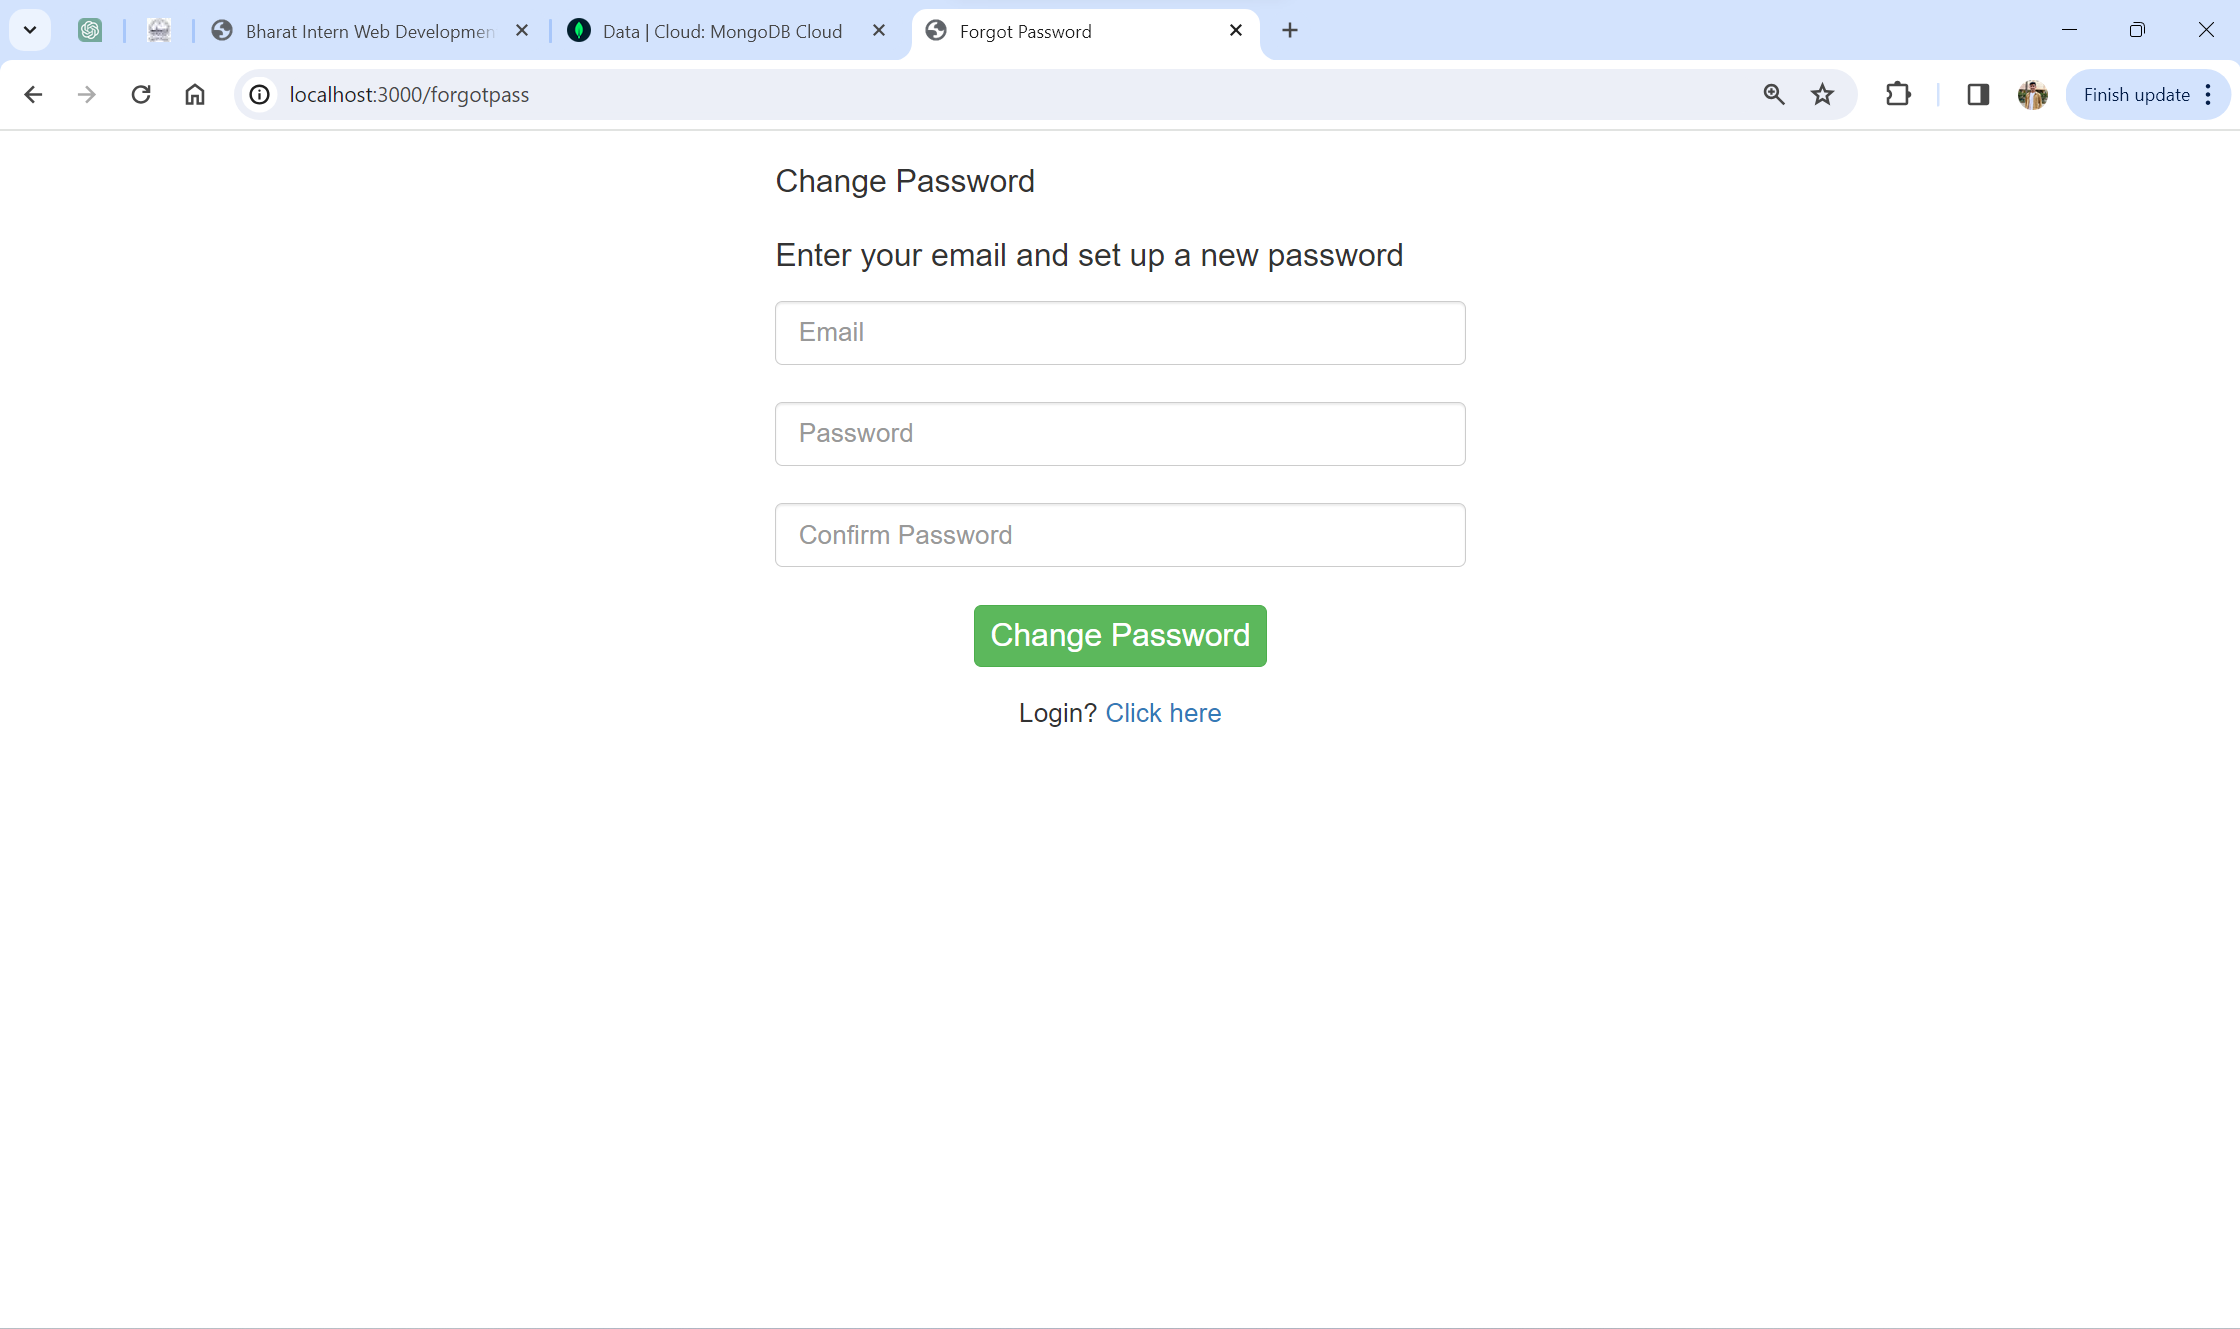 Bharat Intern Web Developmen
Data | Cloud: MongoDB Cloud
Forgot Password
localhost:3000/forgotpass
Finish update
Change Password
Enter your email and set up a new password
Email
Password
Confirm Password
Change Password
Login? Click here